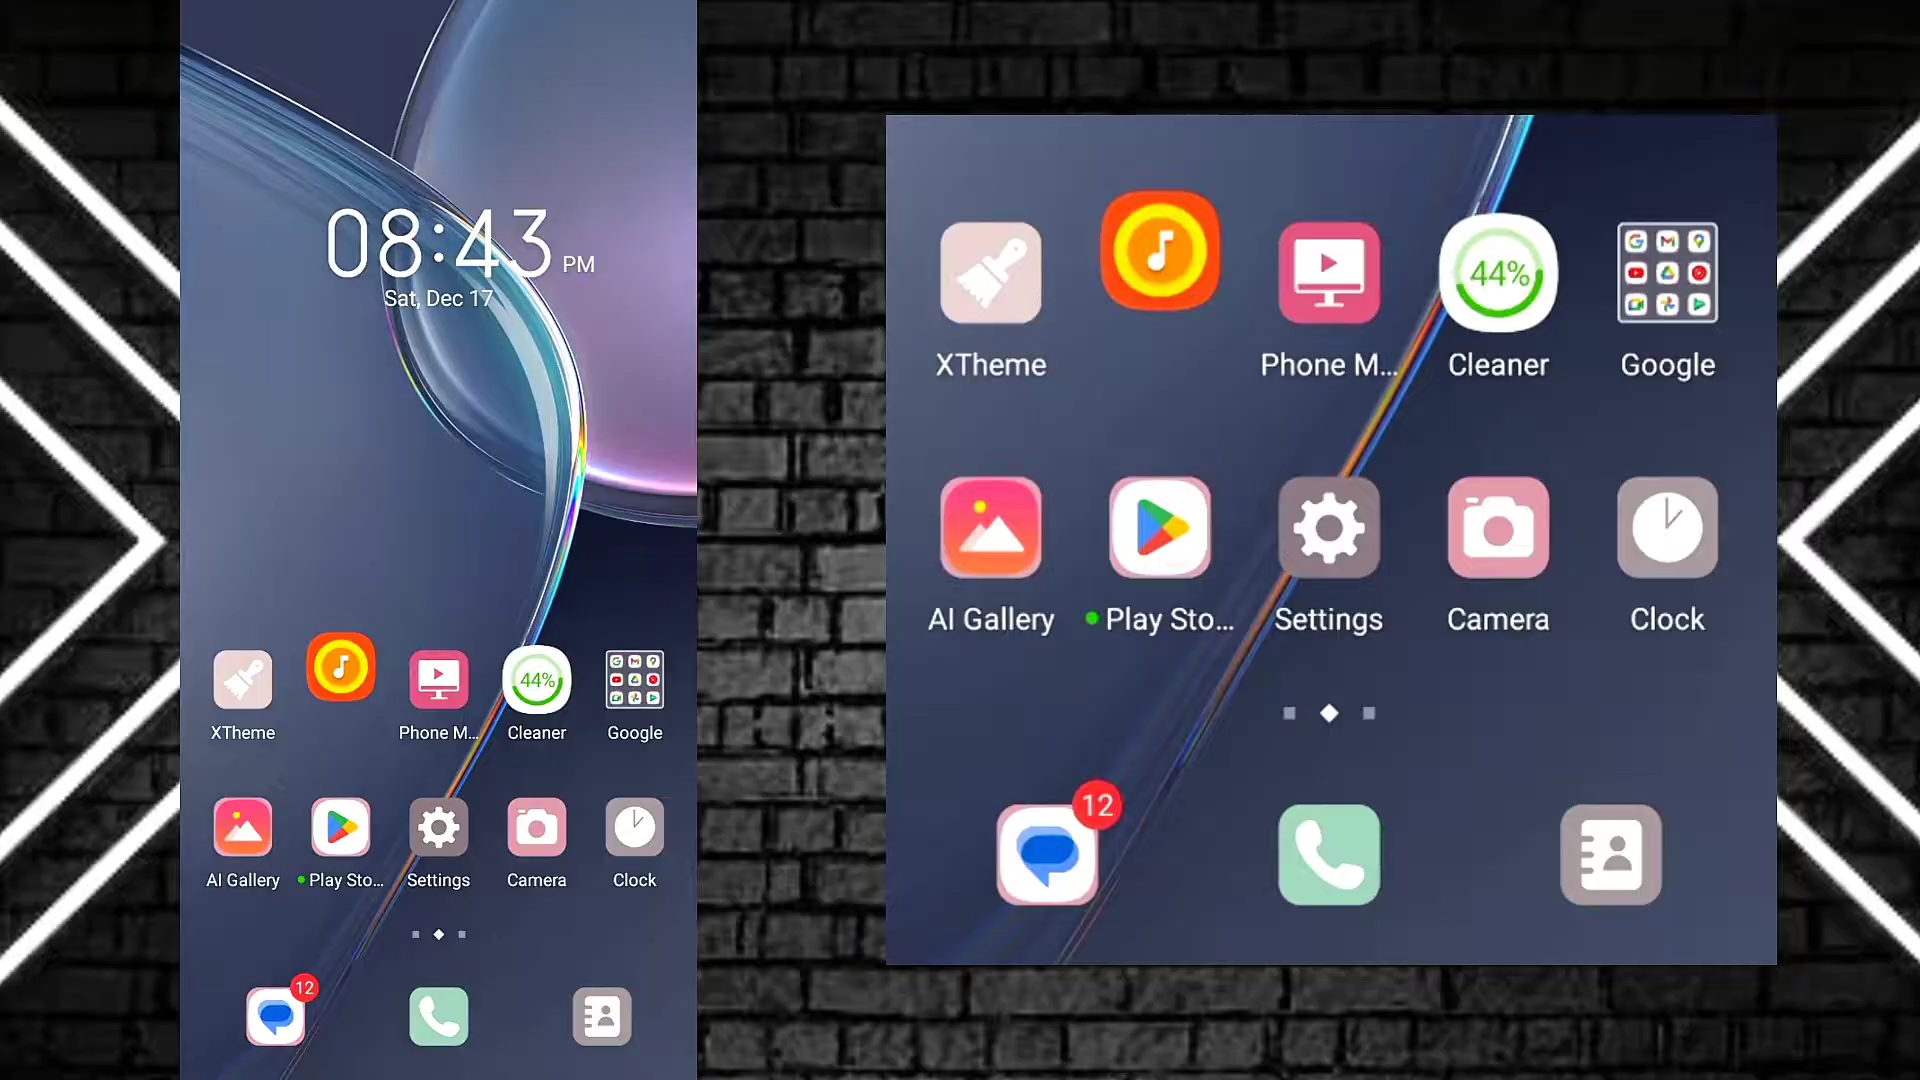 08:43 PM
Sat, Dec 17
44%
XTheme
Phone M...
Cleaner
Google
AI Gallery
Play Sto...
Settings
Camera
Clock
12
44%
XTheme
Phone M...
Cleaner
Google
AI Gallery
Play Sto...
Settings
Camera
Clock
12